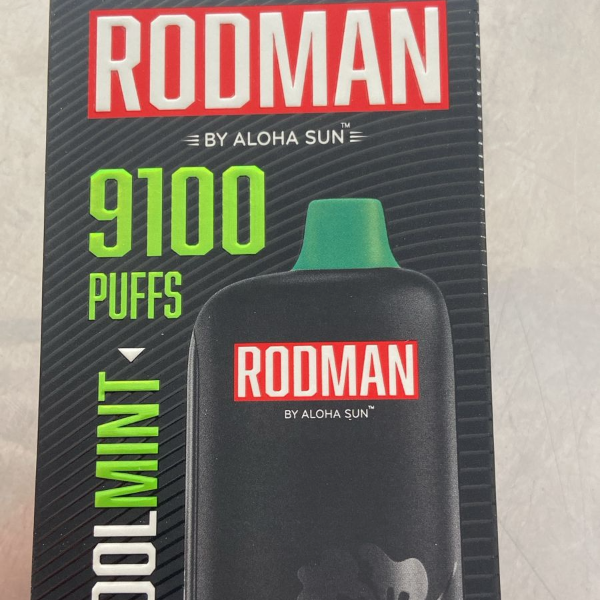 RODMAN
BY ALOHA SUN™
9100
PUFFS
OOLMINT
RODMAN
BY ALOHA SUN™